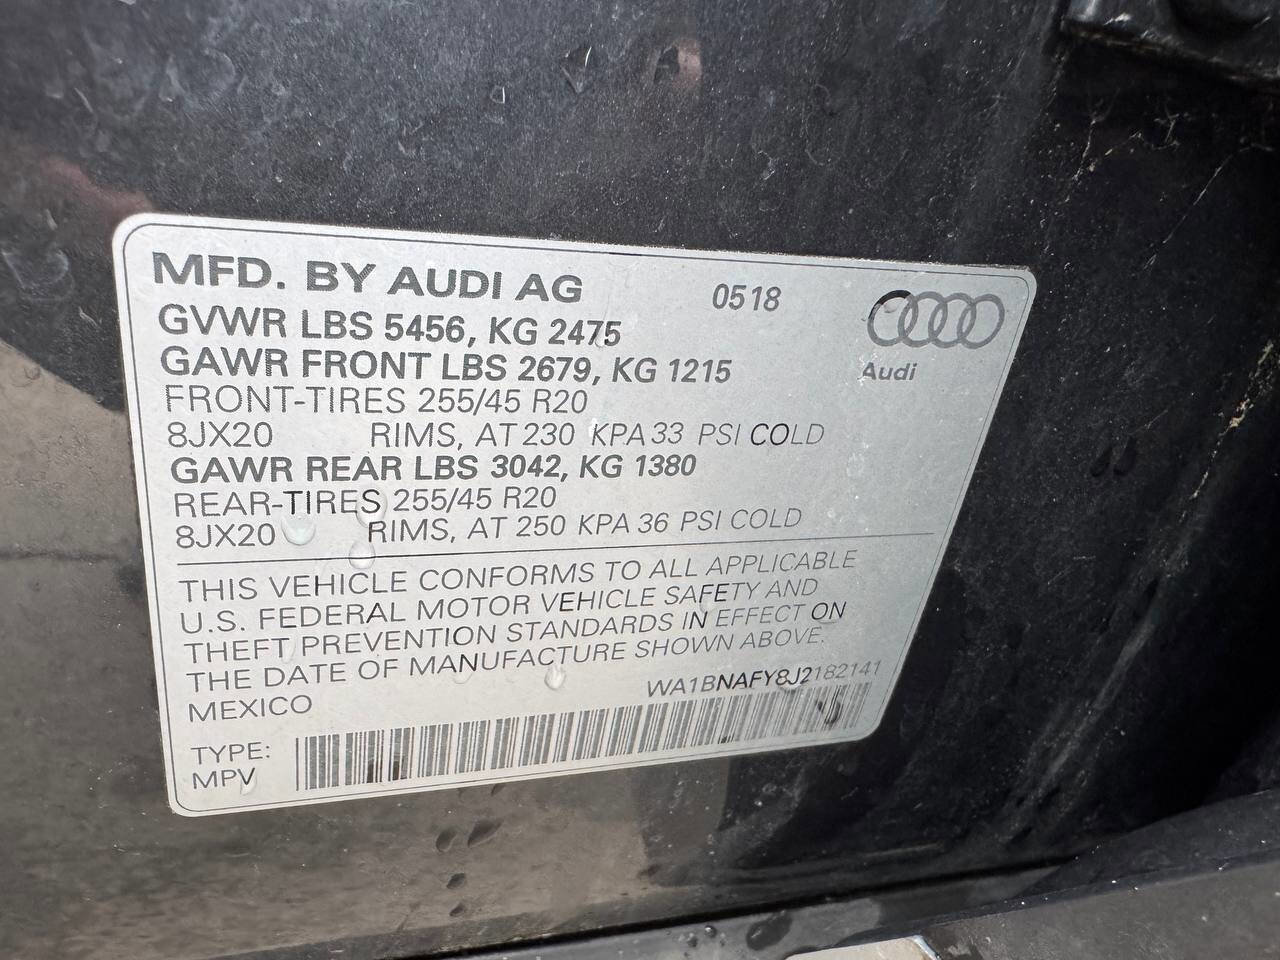 MFD. BY AUDI AG 0518
GVWR LBS 5456, KG 2475
GAWR FRONT LBS 2679, KG 1215
Audi
FRONT-TIRES 255/45 R20
8JX20 RIMS, AT 230 KPA 33 PSI COLD
GAWR REAR LBS 3042, KG 1380
REAR-TIRES 255/45 R20
8JX20 RIMS, AT 250 KPA 36 PSI COLD
THIS VEHICLE CONFORMS TO ALL APPLICABLE
U.S. FEDERAL MOTOR VEHICLE SAFETY AND
THEFT PREVENTION STANDARDS IN EFFECT ON
THE DATE OF MANUFACTURE SHOWN ABOVE.
WA1BNAFY8J2182141
MEXICO
TYPE:
MPV